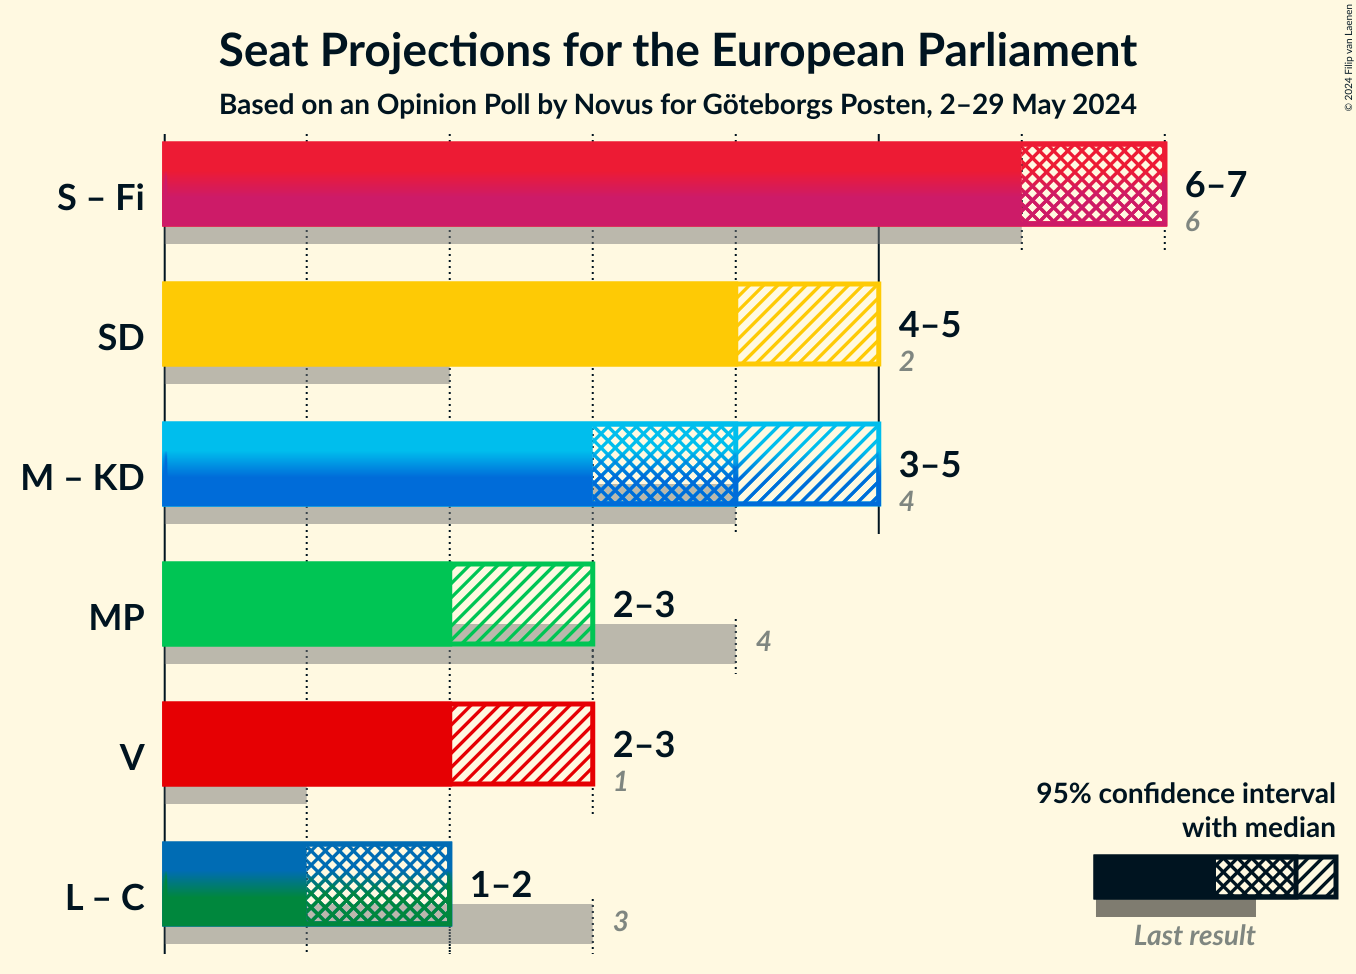 Seat Projections for the European Parliament
Based on an Opinion Poll by Novus for Göteborgs Posten, 2–29 May 2024
© 2024 Filip van Laenen
S – Fi
6–7
6
SD
4–5
2
M – KD
3–5
4
MP
2–3
4
V
2–3
1
L – C
1–2
3
95% confidence interval
with median
Last result